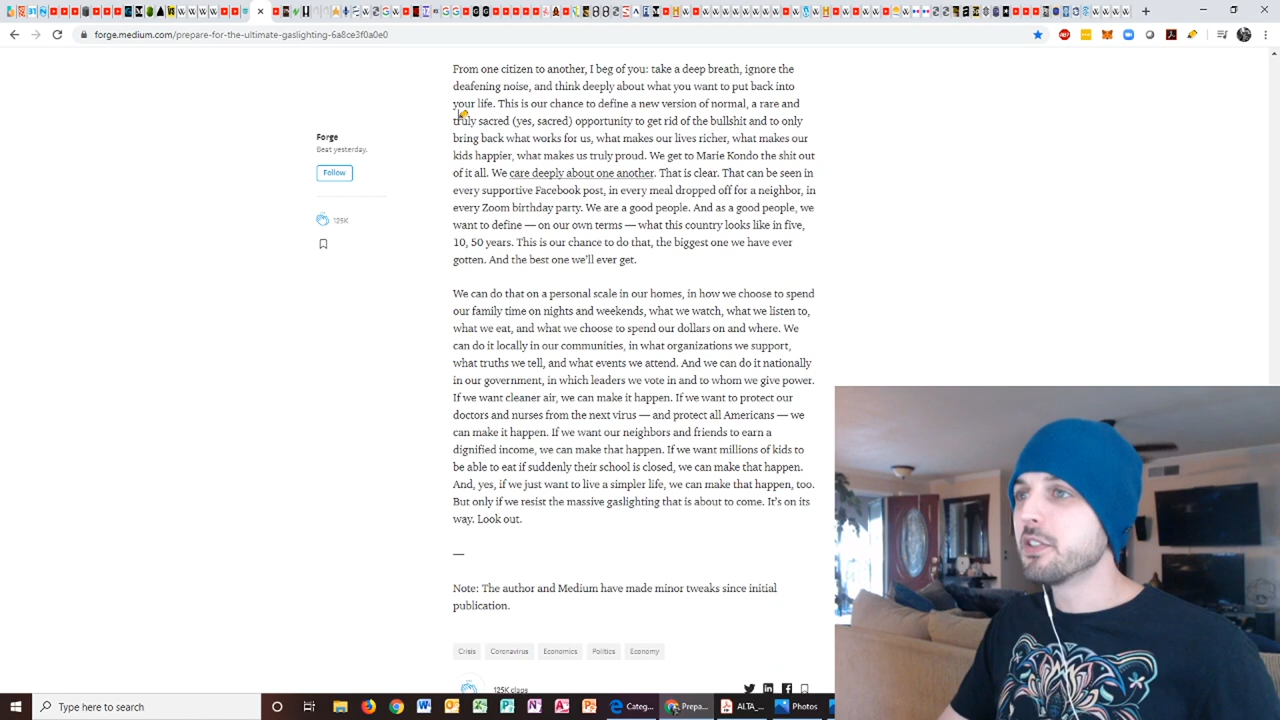 forge.medium.com/prepare-for-the-ultimate-gaslighting-6a8ce3f0a0e0
From one citizen to another, I beg of you: take a deep breath, ignore the
deafening noise, and think deeply about what you want to put back into
your life. This is our chance to define a new version of normal, a rare and
truly sacred (yes, sacred) opportunity to get rid of the bullshit and to only
bring back what works for us, what makes our lives richer, what makes our
kids happier, what makes us truly proud. We get to Marie Kondo the shit out
of it all. We care deeply about one another. That is clear. That can be seen in
every supportive Facebook post, in every meal dropped off for a neighbor, in
every Zoom birthday party. We are a good people. And as a good people, we
want to define — on our own terms — what this country looks like in five,
10, 50 years. This is our chance to do that, the biggest one we have ever
gotten. And the best one we'll ever get.
Forge
Beat yesterday.
Follow
125K
We can do that on a personal scale in our homes, in how we choose to spend
our family time on nights and weekends, what we watch, what we listen to,
what we eat, and what we choose to spend our dollars on and where. We
can do it locally in our communities, in what organizations we support,
what truths we tell, and what events we attend. And we can do it nationally
in our government, in which leaders we vote in and to whom we give power.
If we want cleaner air, we can make it happen. If we want to protect our
doctors and nurses from the next virus — and protect all Americans — we
can make it happen. If we want our neighbors and friends to earn a
dignified income, we can make that happen. If we want millions of kids to
be able to eat if suddenly their school is closed, we can make that happen.
And, yes, if we just want to live a simpler life, we can make that happen, too.
But only if we resist the massive gaslighting that is about to come. It's on its
way. Look out.
—
Note: The author and Medium have made minor tweaks since initial
publication.
Crisis Coronavirus Economics Politics Economy
125K claps
Type here to search
Categ... Prepa... ALTA_... Photos